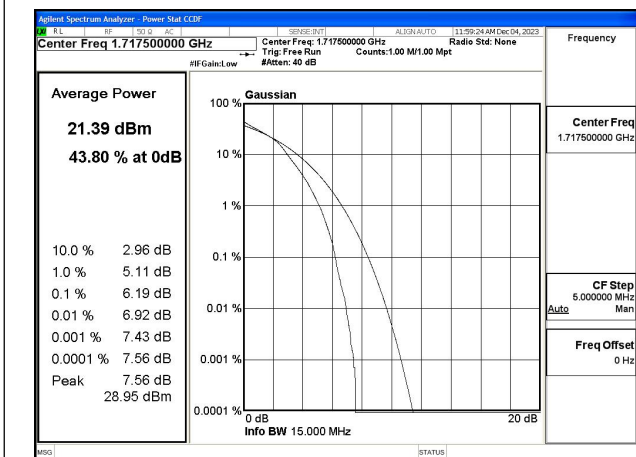 Agilent Spectrum Analyzer - Power Stat CCDF
LXI RL RF 50 Ω AC SENSE:INT ALIGN AUTO 11:59:24 AM Dec 04, 2023
Center Freq 1.717500000 GHz
Center Freq: 1.717500000 GHz Radio Std: None
Trig: Free Run Counts:1.00 M/1.00 Mpt
#IFGain:Low #Atten: 40 dB
Frequency
Average Power
21.39 dBm
43.80 % at 0dB
10.0 % 2.96 dB
1.0 % 5.11 dB
0.1 % 6.19 dB
0.01 % 6.92 dB
0.001 % 7.43 dB
0.0001 % 7.56 dB
Peak 7.56 dB
28.95 dBm
Gaussian
100 %
10 %
1 %
0.1 %
0.01 %
0.001 %
0.0001 %
0 dB 20 dB
Info BW 15.000 MHz
Center Freq
1.717500000 GHz
CF Step
5.000000 MHz
Auto Man
Freq Offset
0 Hz
MSG STATUS